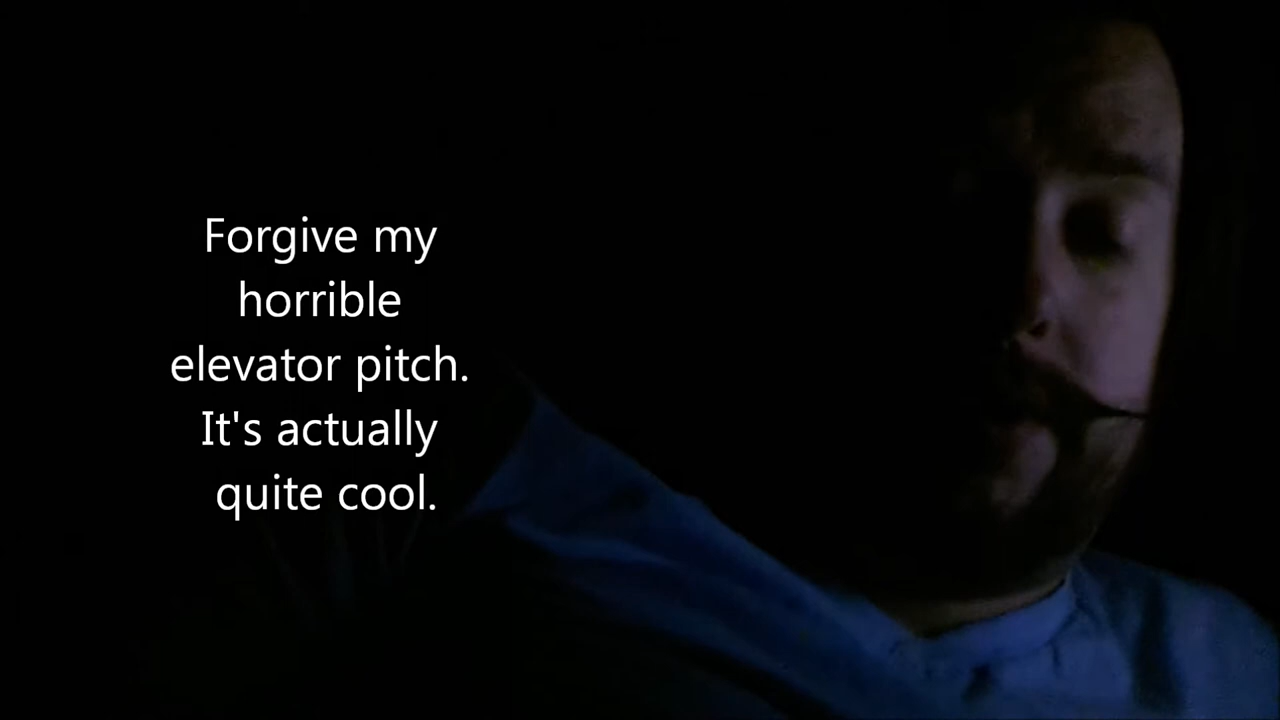 Forgive my
horrible
elevator pitch.
It's actually
quite cool.